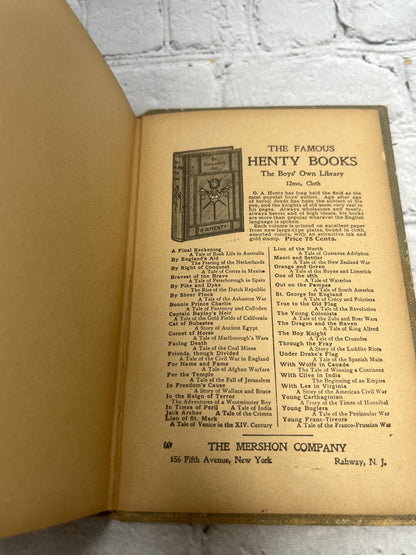 THE FAMOUS
HENTY BOOKS
The Boys' Own Library
12mo, Cloth
G. A. Henty has long held the field as the
most popular boys' author. Age after age
of heroic deeds has been the subject of his
pen, and the knights of old seem very real in
his pages. Always wholesome and manly,
always heroic and of high ideals, his books
are more than popular wherever the English
language is spoken.
Each volume is printed on excellent paper
from new large-type plates, bound in cloth,
assorted colors, with an attractive ink and
gold stamp. Price 75 Cents.
G·A·HENTY
A Final Reckoning
A Tale of Bush Life in Australia
By England's Aid
The Freeing of the Netherlands
By Right of Conquest
A Tale of Cortez in Mexico
Bravest of the Brave
A Tale of Peterborough in Spain
By Pike and Dyke
The Rise of the Dutch Republic
By Sheer Pluck
A Tale of the Ashantee War
Bonnie Prince Charlie
A Tale of Fontenoy and Culloden
Captain Bayley's Heir
A Tale of the Gold Fields of California
Cat of Bubastes
A Story of Ancient Egypt
Cornet of Horse
A Tale of Marlborough's Wars
Facing Death
A Tale of the Coal Mines
Friends, though Divided
A Tale of the Civil War in England
For Name and Fame
A Tale of Afghan Warfare
For the Temple
A Tale of the Fall of Jerusalem
In Freedom's Cause
A Story of Wallace and Bruce
In the Reign of Terror
The Adventures of a Westminster Boy
In Times of Peril A Tale of India
Jack Archer A Tale of the Crimea
Lion of St. Mark
A Tale of Venice in the XIV. Century
Lion of the North
A Tale of Gustavus Adolphus
Maori and Settler
A Tale of the New Zealand War
Orange and Green
A Tale of the Boyne and Limerick
One of the 28th
A Tale of Waterloo
Out on the Pampas
A Tale of South America
St. George for England
A Tale of Crecy and Poictiers
True to the Old Flag
A Tale of the Revolution
The Young Colonists
A Tale of the Zulu and Boer Wars
The Dragon and the Raven
A Tale of King Alfred
The Boy Knight
A Tale of the Crusades
Through the Fray
A Story of the Luddite Riots
Under Drake's Flag
A Tale of the Spanish Main
With Wolfe in Canada
The Tale of Winning a Continent
With Clive in India
The Beginning of an Empire
With Lee in Virginia
A Story of the American Civil War
Young Carthaginian
A Story of the Times of Hannibal
Young Buglers
A Tale of the Peninsular War
Young Franc-Tireurs
A Tale of the Franco-Prussian War
THE MERSHON COMPANY
156 Fifth Avenue, New York Rahway, N. J.